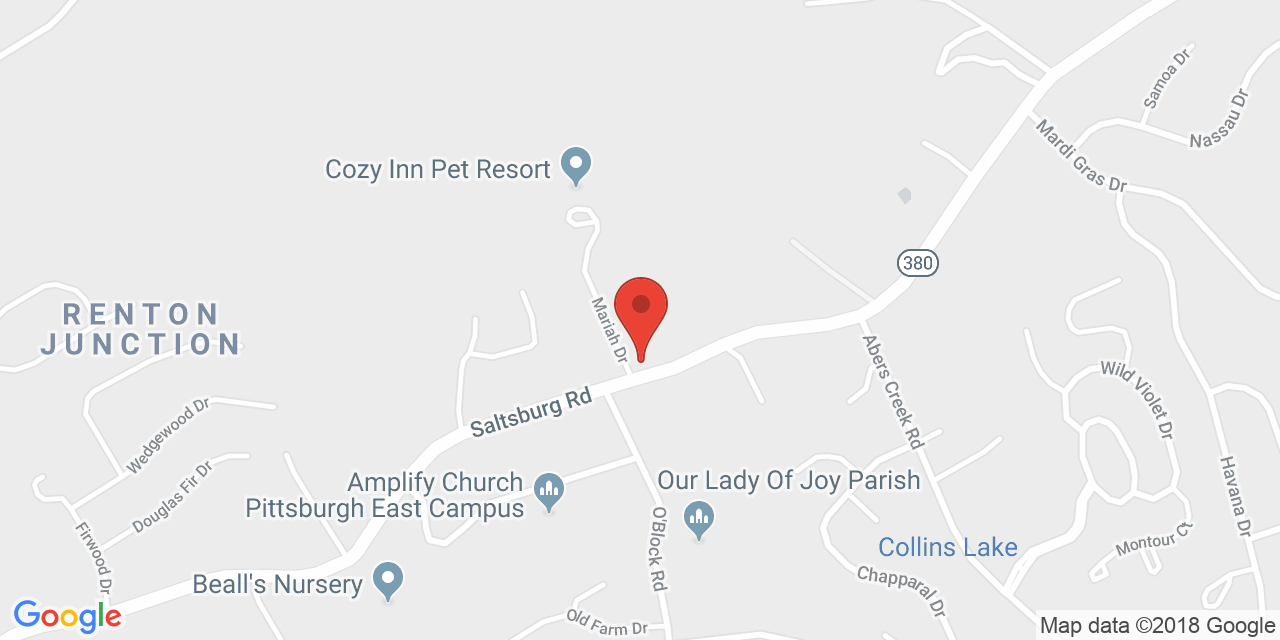 Samoa Dr
Nassau Dr
Mardi Gras Dr
Cozy Inn Pet Resort
380
RENTON
JUNCTION
Mariah Dr
Abers Creek Rd
Wild Violet Dr
Saltsburg Rd
Wedgewood Dr
Douglas Fir Dr
Firwood Dr
Amplify Church
Pittsburgh East Campus
Our Lady Of Joy Parish
O'Block Rd
Havana Dr
Collins Lake
Montour Ct
Chapparal Dr
Beall's Nursery
Old Farm Dr
Google
Map data ©2018 Google